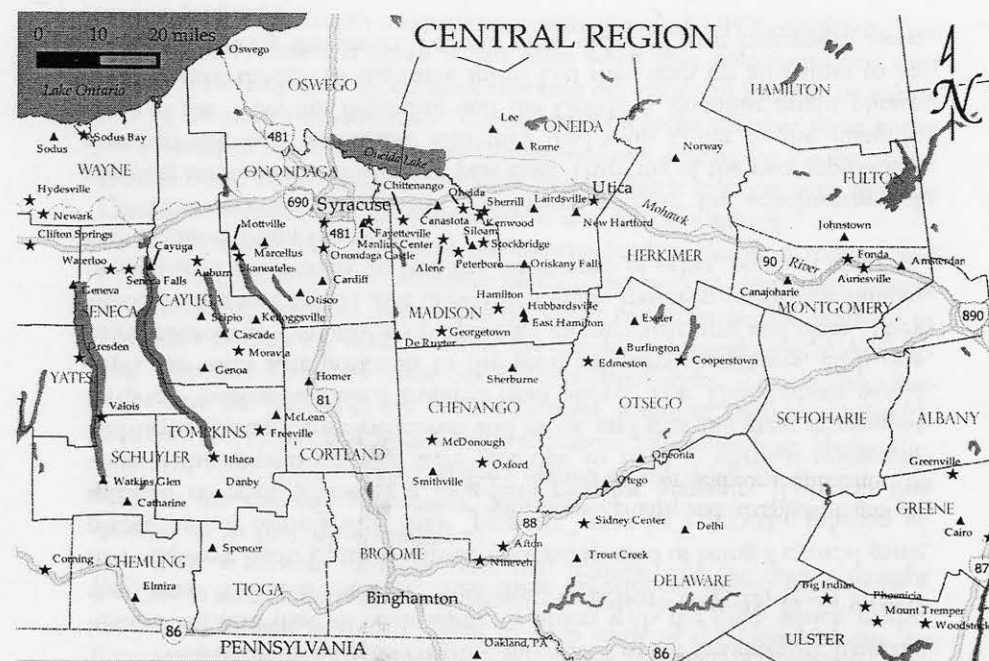 CENTRAL REGION
0 10 20 miles
N
Lake Ontario
Oswego
OSWEGO
HAMILTON
Sodus Bay
Sodus
Lee
ONEIDA
Rome
Norway
481
Oneida Lake
WAYNE
ONONDAGA
FULTON
Hydesville
Newark
Clifton Springs
690
Syracuse
Chittenango
Oneida
Sherrill
Lairdsville
Utica
Mohawk
River
Canastota
Kenwood
New Hartford
Johnstown
Mottville
481
Fayetteville
Manlius Center
Onondaga Castle
Siloam
Stockbridge
Cayuga
Waterloo
Marcellus
Skaneateles
Alene
Peterboro
Oriskany Falls
HERKIMER
90
Fonda
Auriesville
Amsterdan
Geneva
Seneca Falls
Auburn
Cardiff
Canajoharie
MONTGOMERY
SENECA
CAYUGA
Otisco
Hamilton
Hubbardsville
East Hamilton
890
Scipio
Kelloggsville
MADISON
Georgetown
Exeter
Cascade
De Ruyter
Dresden
Moravia
Burlington
Edmeston
Cooperstown
YATES
Genoa
Homer
Sherburne
81
OTSEGO
Valois
McLean
CHENANGO
SCHOHARIE
ALBANY
TOMPKINS
Freeville
McDonough
SCHUYLER
Ithaca
CORTLAND
Oxford
Oneonta
Watkins Glen
Danby
Smithville
Otego
Greenville
Catharine
GREENE
88
Sidney Center
Delhi
Cairo
Spencer
Afton
Corning
CHEMUNG
BROOME
Nineveh
Trout Creek
87
Elmira
TIOGA
DELAWARE
Big Indian
Phoenicia
Binghamton
Mount Tremper
Woodstock
86
PENNSYLVANIA
Oakland, PA
86
ULSTER